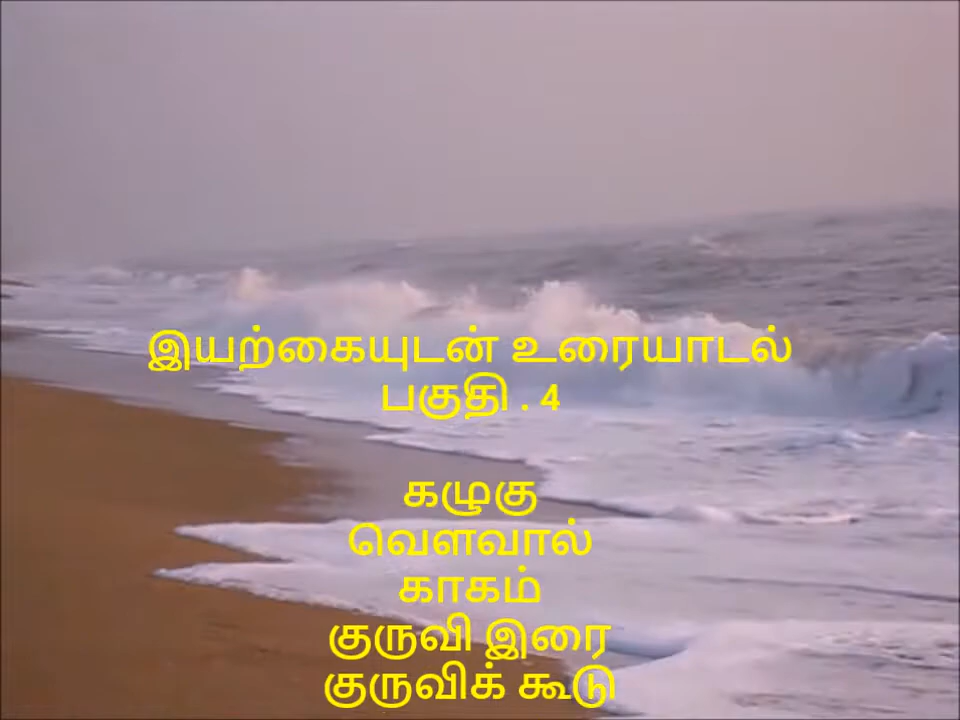 இயற்கையுடன் உரையாடல்
பகுதி . 4
கழுகு
வௌவால்
காகம்
குருவி இரை
குருவிக் கூடு